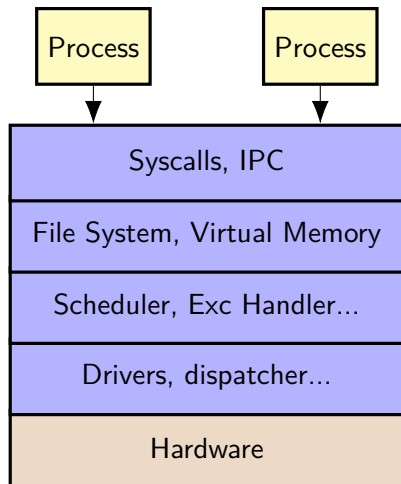 Process
Process
Syscalls, IPC
File System, Virtual Memory
Scheduler, Exc Handler...
Drivers, dispatcher...
Hardware